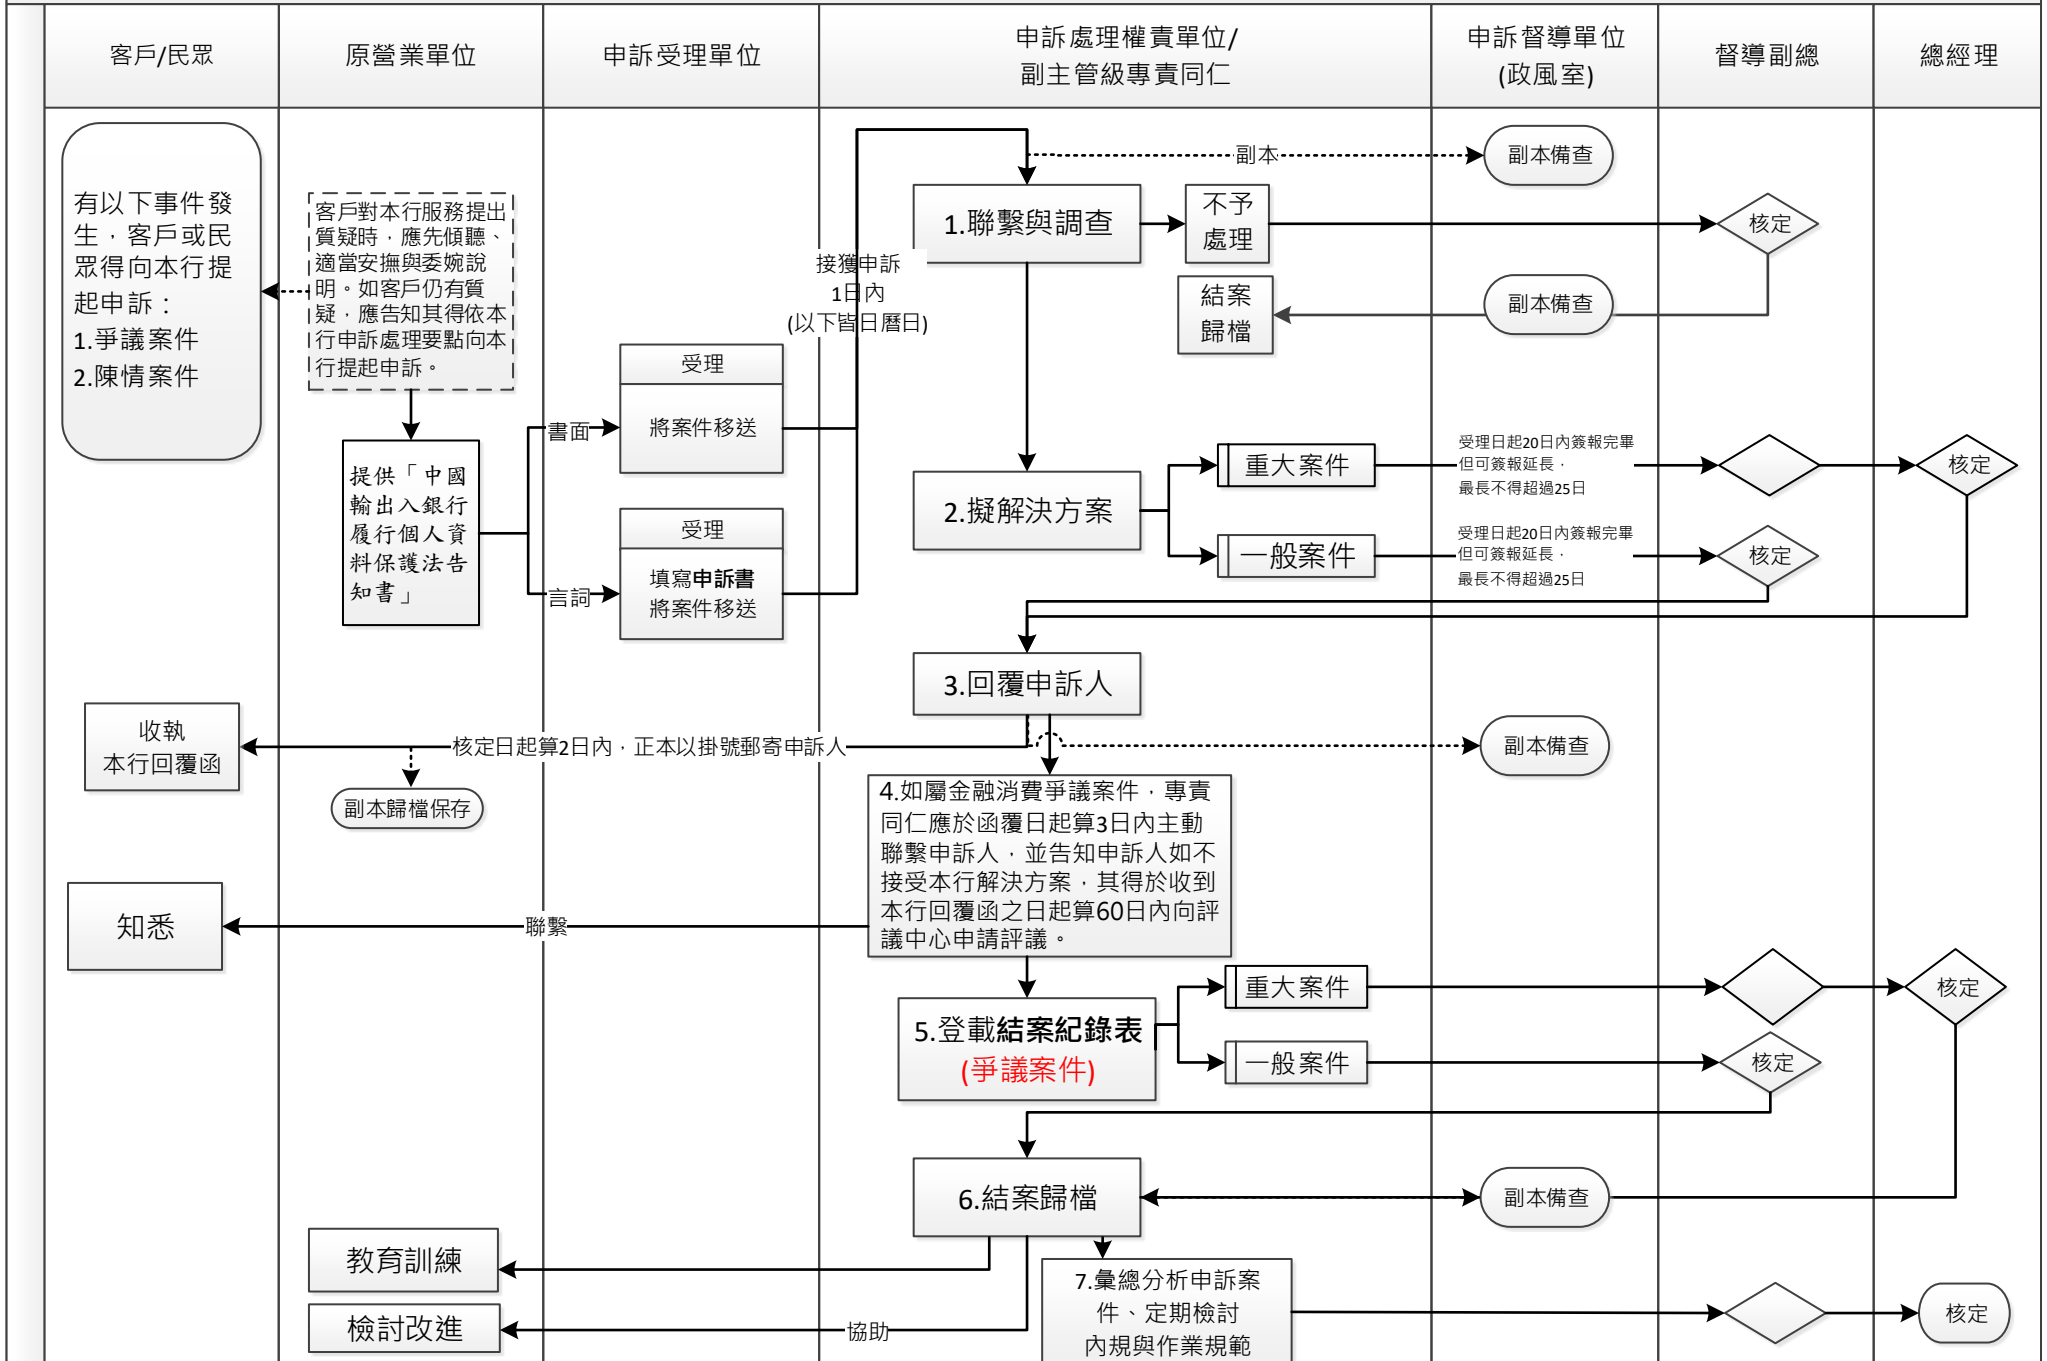 客戶/民眾
原營業單位
申訴受理單位
申訴處理權責單位/
副主管級專責同仁
申訴督導單位
(政風室)
督導副總
總經理
有以下事件發
生，客戶或民
眾得向本行提
起申訴：
1.爭議案件
2.陳情案件
客戶對本行服務提出
質疑時，應先傾聽、
適當安撫與委婉說
明。如客戶仍有質
疑，應告知其得依本
行申訴處理要點向本
行提起申訴。
提供「中國
輸出入銀行
履行個人資
料保護法告
知書」
書面
受理
將案件移送
言詞
受理
填寫申訴書
將案件移送
接獲申訴
1日內
(以下皆日曆日)
副本
副本備查
1.聯繫與調查
不予
處理
核定
結案
歸檔
副本備查
2.擬解決方案
重大案件
受理日起20日內簽報完畢
但可簽報延長，
最長不得超過25日
核定
一般案件
受理日起20日內簽報完畢
但可簽報延長，
最長不得超過25日
核定
3.回覆申訴人
收執
本行回覆函
核定日起算2日內，正本以掛號郵寄申訴人
副本備查
副本歸檔保存
4.如屬金融消費爭議案件，專責
同仁應於函覆日起算3日內主動
聯繫申訴人，並告知申訴人如不
接受本行解決方案，其得於收到
本行回覆函之日起算60日內向評
議中心申請評議。
知悉
聯繫
5.登載結案紀錄表
(爭議案件)
重大案件
核定
一般案件
核定
6.結案歸檔
副本備查
教育訓練
檢討改進
協助
7.彙總分析申訴案
件、定期檢討
內規與作業規範
核定